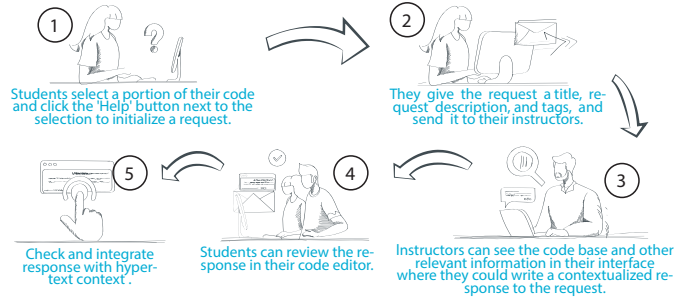 1
Students select a portion of their code
and click the 'Help' button next to the
selection to initialize a request.
2
They give the request a title, re-
quest description, and tags, and
send it to their instructors.
3
Instructors can see the code base and other
relevant information in their interface
where they could write a contextualized re-
sponse to the request.
4
Students can review the re-
sponse in their code editor.
5
Check and integrate
response with hyper-
text context .